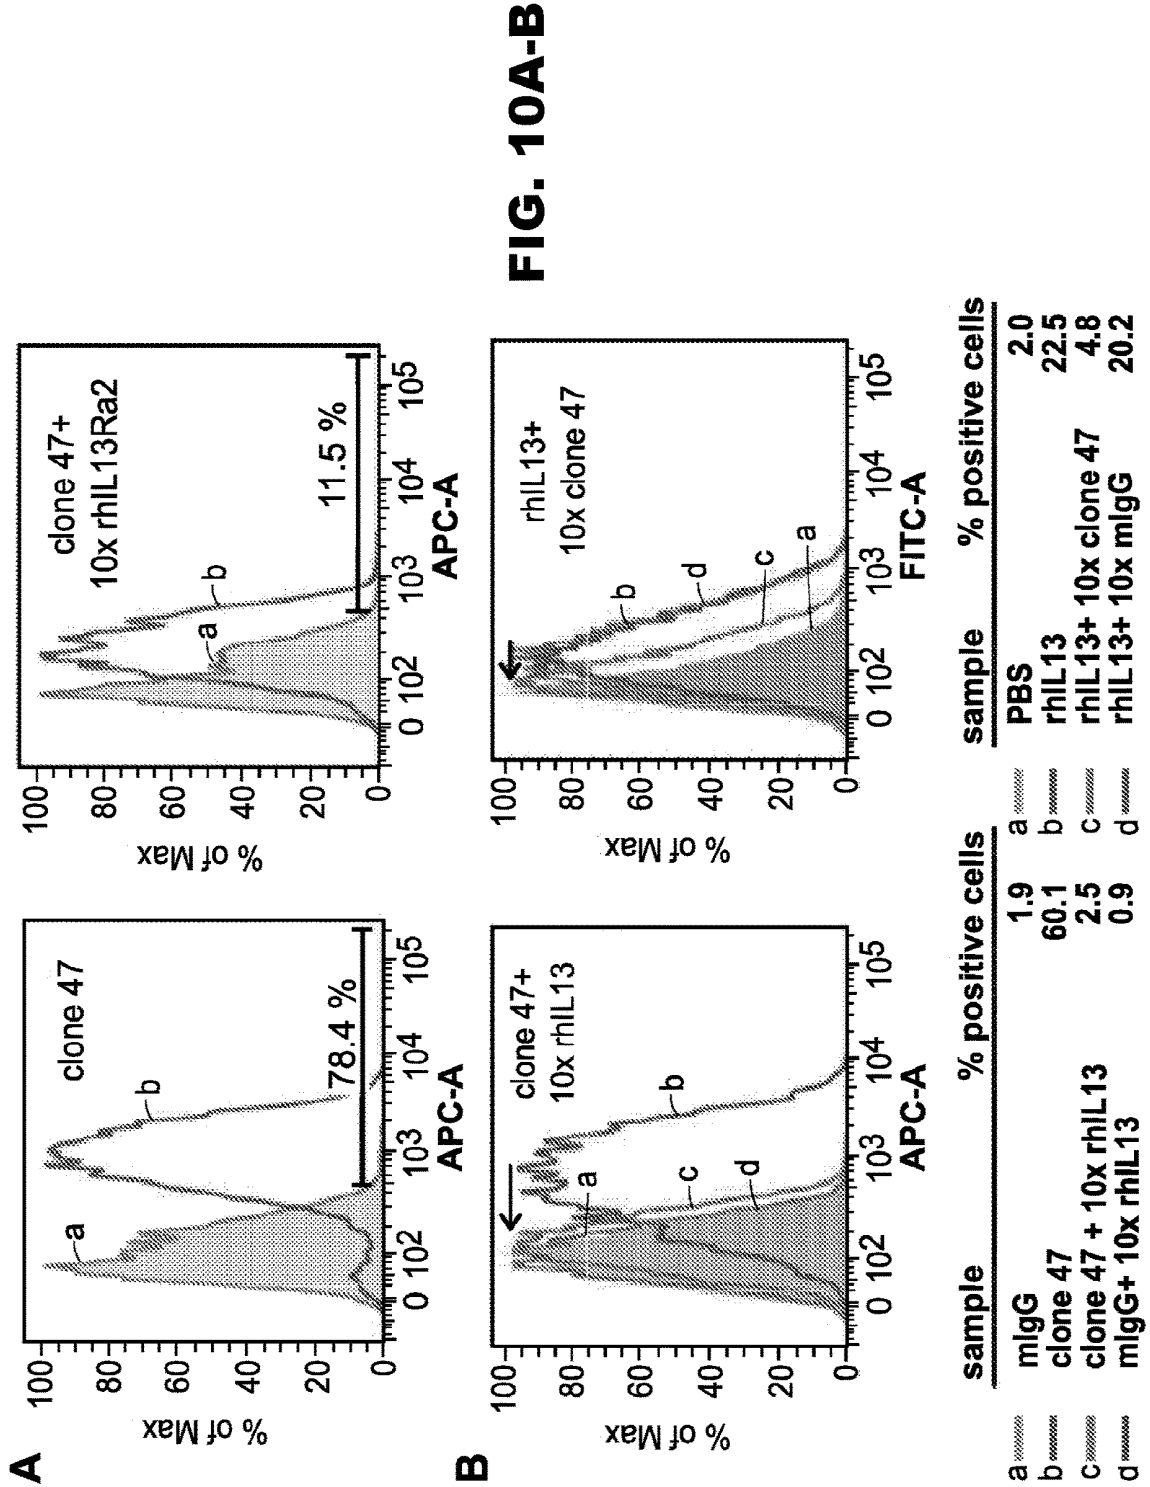 A
clone 47
a
b
78.4 %
100
80
60
40
20
0
% of Max
0 10² 10³ 10⁴ 10⁵
APC-A
clone 47+
10x rhIL13Ra2
a
b
11.5 %
100
80
60
40
20
0
% of Max
0 10² 10³ 10⁴ 10⁵
APC-A
B
clone 47+
10x rhIL13
a
b
c
d
100
80
60
40
20
0
% of Max
0 10² 10³ 10⁴ 10⁵
APC-A
rhIL13+
10x clone 47
b
d
c
a
100
80
60
40
20
0
% of Max
0 10² 10³ 10⁴ 10⁵
FITC-A
sample % positive cells
a mIgG 1.9
b clone 47 60.1
c clone 47 + 10x rhIL13 2.5
d mIgG+ 10x rhIL13 0.9
sample % positive cells
a PBS 2.0
b rhIL13 22.5
c rhIL13+ 10x clone 47 4.8
d rhIL13+ 10x mIgG 20.2
FIG. 10A-B